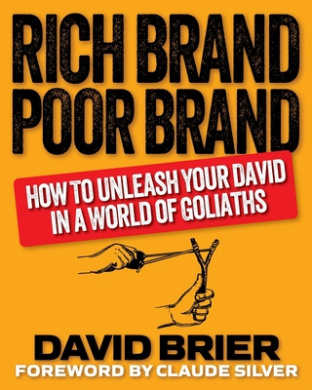 RICH BRAND
POOR BRAND
HOW TO UNLEASH YOUR DAVID
IN A WORLD OF GOLIATHS
DAVID BRIER
FOREWORD BY CLAUDE SILVER